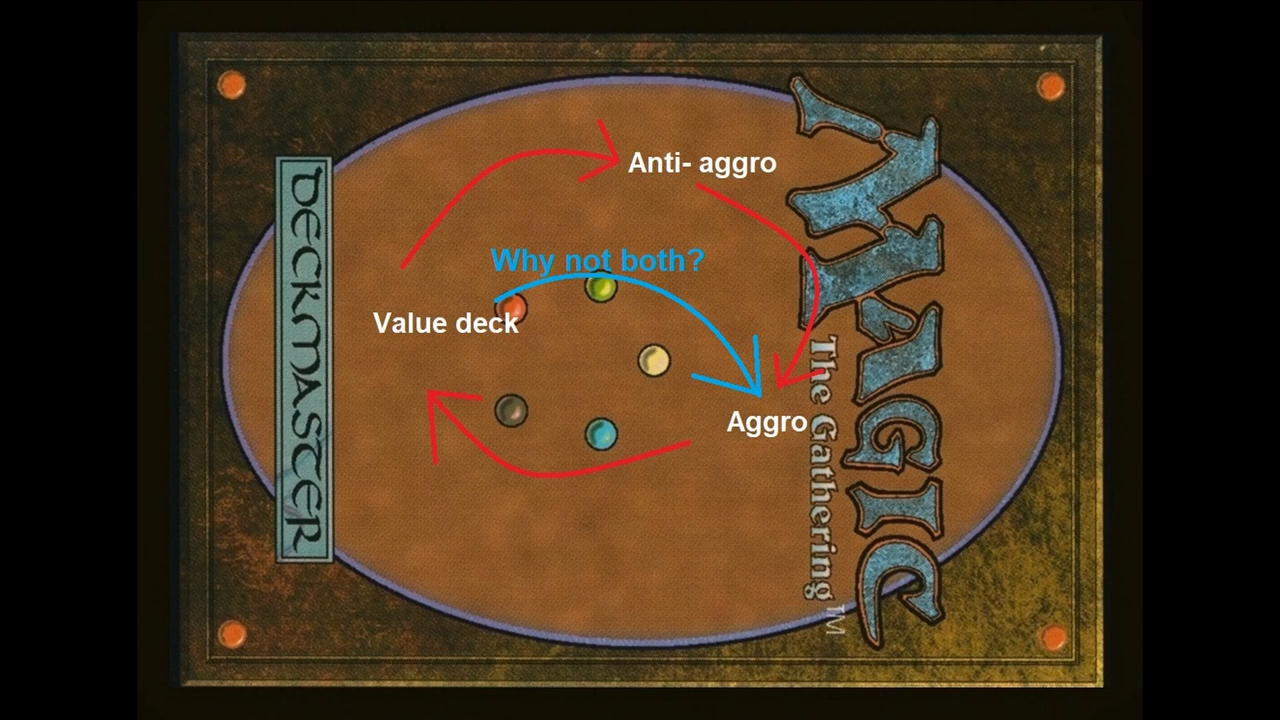 Anti- aggro
Why not both?
Value deck
Aggro
DECKMASTER
MAGIC
The Gathering
TM